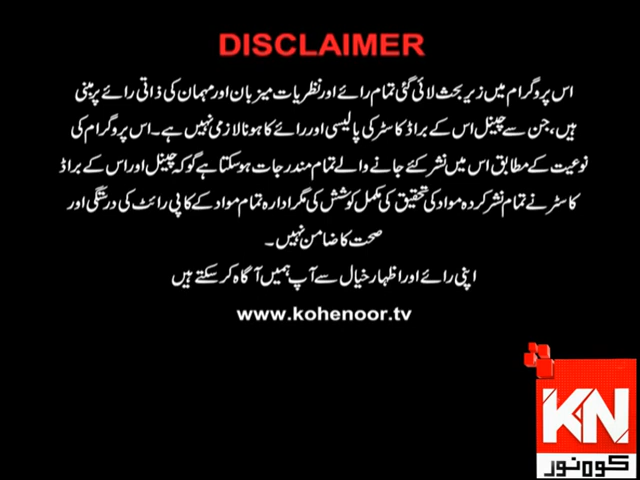 DISCLAIMER
اس پروگرام میں زیر بحث لائی گئی تمام رائے اور نظریات میزبان اور مہمان کی ذاتی رائے پر مبنی
ہیں، جن سے چینل اس کے براڈ کاسٹر کی پالیسی اور رائے کا ہونا لازمی نہیں ہے۔ اس پروگرام کی
نوعیت کے مطابق اس میں نشر کئے جانے والے تمام مندرجات ہو سکتا ہے گو کہ چینل اور اس کے براڈ
کاسٹر نے تمام نشر کردہ مواد کی تحقیق کی مکمل کوشش کی مگر ادارہ تمام مواد کے کاپی رائٹ کی درستگی اور
صحت کا ضامن نہیں ۔
اپنی رائے اور اظہار خیال سے آپ ہمیں آگاہ کر سکتے ہیں
www.kohenoor.tv
KN
کوہ نور